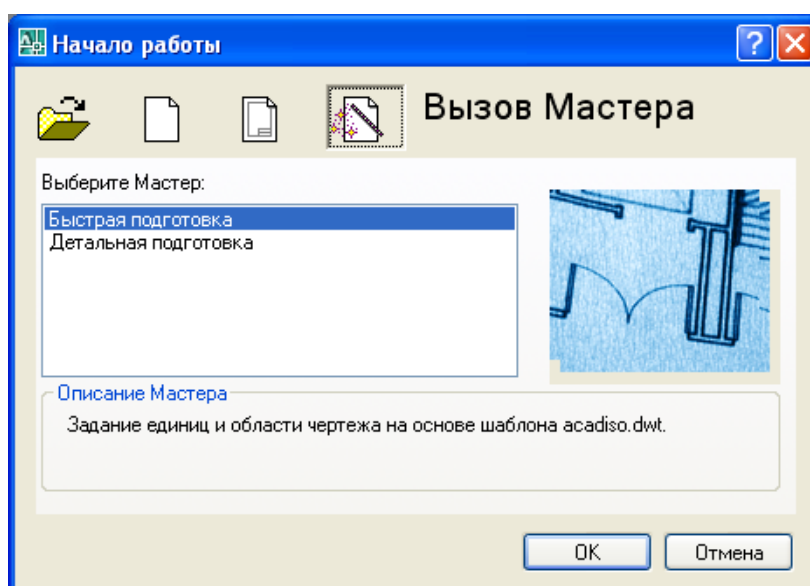 Начало работы
Вызов Мастера
Выберите Мастер:
Быстрая подготовка
Детальная подготовка
Описание Мастера
Задание единиц и области чертежа на основе шаблона acadiso.dwt.
OK
Отмена